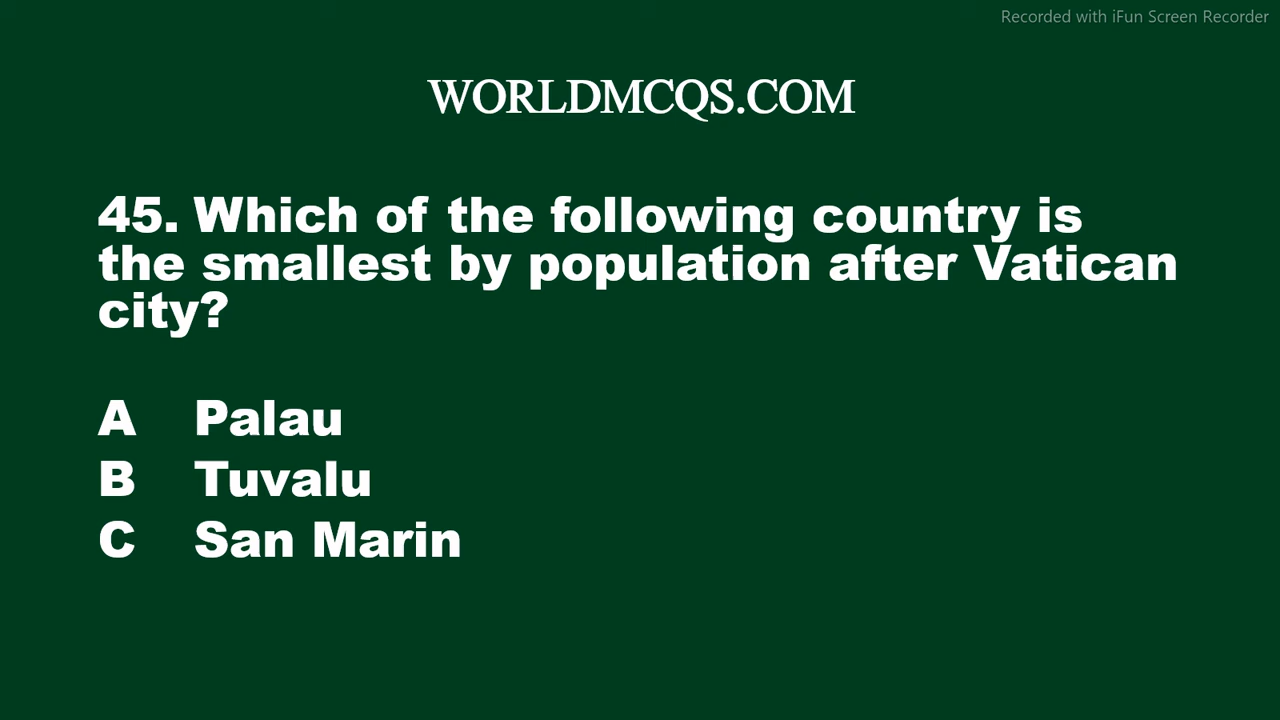 Recorded with iFun Screen Recorder
WORLDMCQS.COM
45. Which of the following country is
the smallest by population after Vatican
city?
A Palau
B Tuvalu
C San Marin